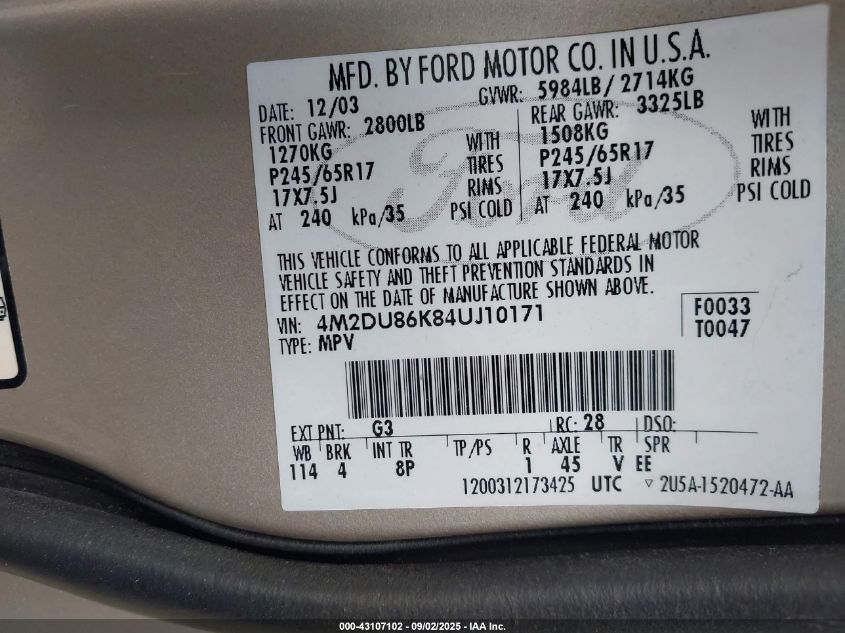 MFD. BY FORD MOTOR CO. IN U.S.A.
DATE: 12/03 GVWR: 5984LB/ 2714KG
FRONT GAWR: 2800LB REAR GAWR: 3325LB
1270KG WITH 1508KG WITH
P245/65R17 TIRES P245/65R17 TIRES
17X7.5J RIMS 17X7.5J RIMS
AT 240 kPa/35 PSI COLD AT 240 kPa/35 PSI COLD
Ford
THIS VEHICLE CONFORMS TO ALL APPLICABLE FEDERAL MOTOR
VEHICLE SAFETY AND THEFT PREVENTION STANDARDS IN
EFFECT ON THE DATE OF MANUFACTURE SHOWN ABOVE.
VIN: 4M2DU86K84UJ10171 F0033
TYPE: MPV T0047
EXT PNT: G3 RC: 28 DSO:
WB BRK INT TR TP/PS R AXLE TR SPR
114 4 8P 1 45 V EE
1200312173425 UTC ▽ 2U5A-1520472-AA
000-43107102 - 09/02/2025 - IAA Inc.